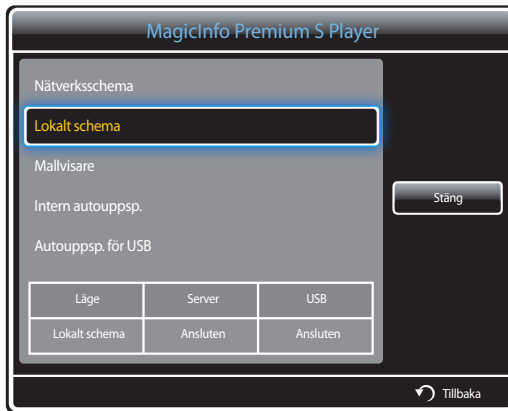 MagicInfo Premium S Player
Nätverksschema
Lokalt schema
Mallvisare
Intern autouppsp.
Autouppsp. för USB
Stäng
Läge Server USB
Lokalt schema Ansluten Ansluten
Tillbaka